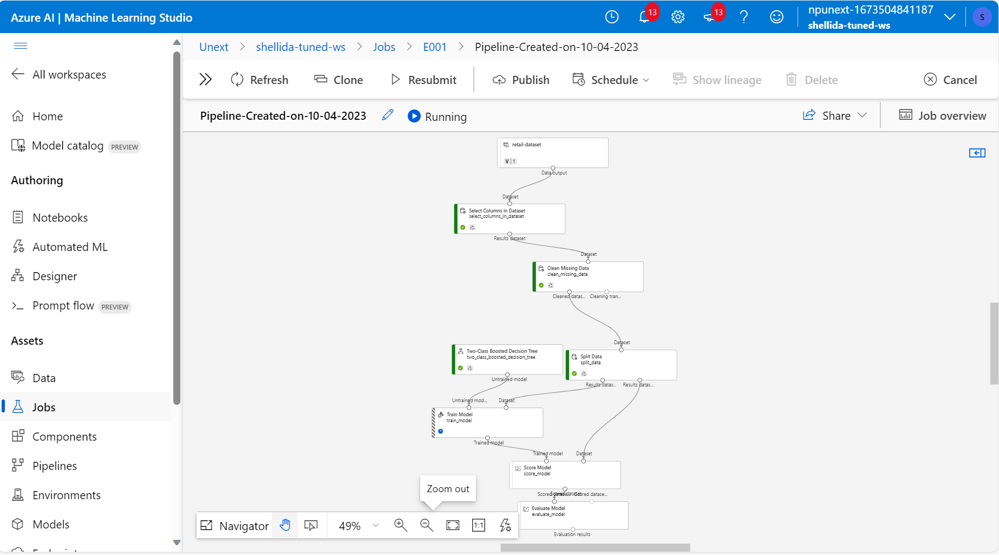 Azure AI | Machine Learning Studio
13
13
npunext-1673504841187
shellida-tuned-ws
S
All workspaces
Home
Model catalog PREVIEW
Authoring
Notebooks
Automated ML
Designer
Prompt flow PREVIEW
Assets
Data
Jobs
Components
Pipelines
Environments
Models
Unext > shellida-tuned-ws > Jobs > E001 > Pipeline-Created-on-10-04-2023
Refresh Clone Resubmit Publish Schedule Show lineage Delete Cancel
Pipeline-Created-on-10-04-2023 Running Share Job overview
retail-dataset
V | 1
Data output
Dataset
Select Columns in Dataset
select_columns_in_dataset
Results dataset
Dataset
Clean Missing Data
clean_missing_data
Cleaned datas... Cleaning tran...
Dataset
Two-Class Boosted Decision Tree
two_class_boosted_decision_tree
Untrained model
Split Data
split_data
Results datas... Results datas...
Untrained mod... Dataset
Train Model
train_model
Trained model
Trained model Dataset
Score Model
score_model
Scored dataset
Scored datase...
Evaluate Model
evaluate_model
Evaluation results
Zoom out
Navigator 49% 1:1